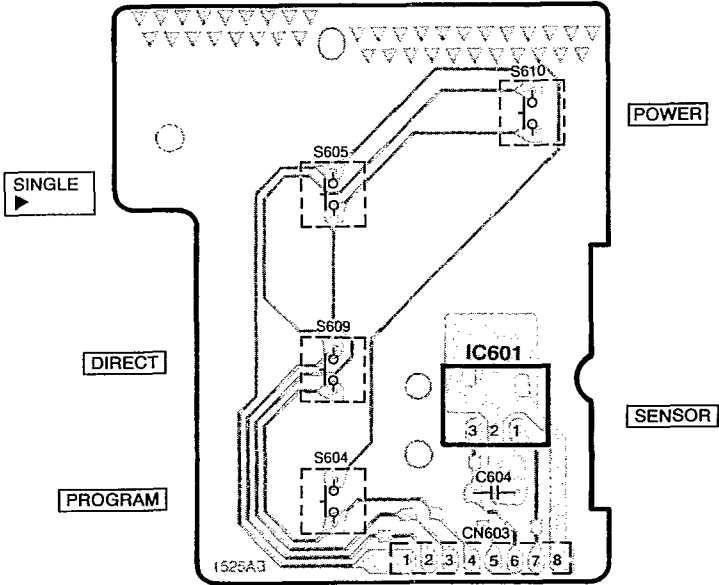 S610
POWER
S605
SINGLE
S609
DIRECT
IC601
3 2 1
SENSOR
S604
C604
PROGRAM
CN603
1 2 3 4 5 6 7 8